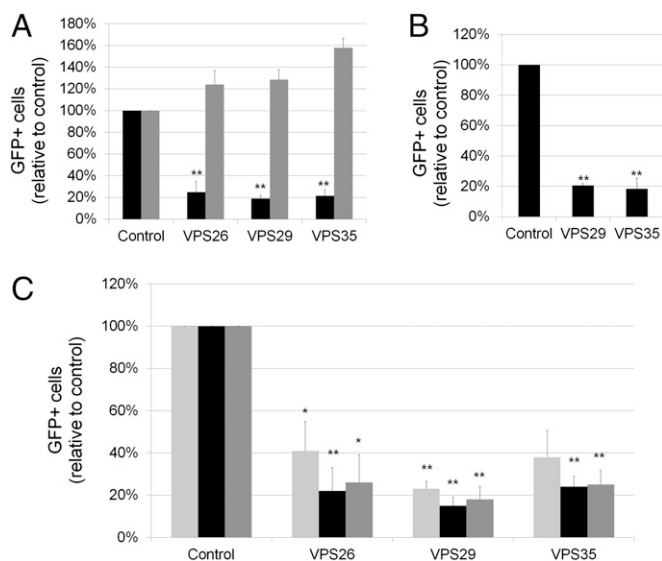 A
GFP+ cells
(relative to control)
180%
160%
140%
120%
100%
80%
60%
40%
20%
0%
** ** **
Control VPS26 VPS29 VPS35
B
GFP+ cells
(relative to control)
120%
100%
80%
60%
40%
20%
0%
** **
Control VPS29 VPS35
C
GFP+ cells
(relative to control)
120%
100%
80%
60%
40%
20%
0%
* ** * ** ** ** ** **
Control VPS26 VPS29 VPS35